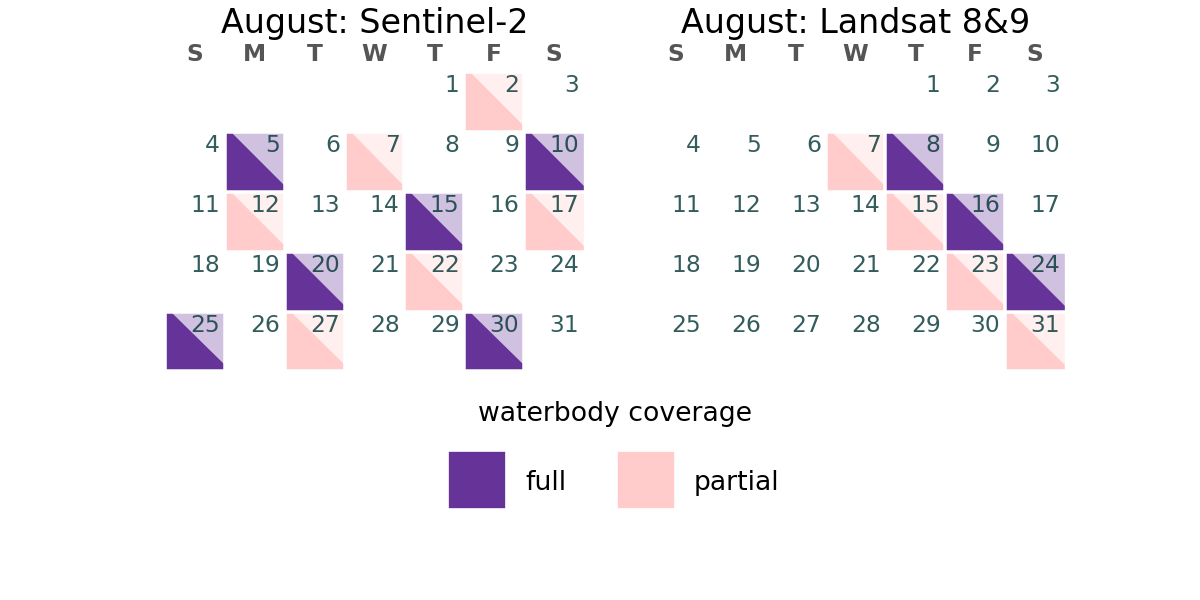 August: Sentinel-2
S M T W T F S
1 2 3
4 5 6 7 8 9 10
11 12 13 14 15 16 17
18 19 20 21 22 23 24
25 26 27 28 29 30 31
August: Landsat 8&9
S M T W T F S
1 2 3
4 5 6 7 8 9 10
11 12 13 14 15 16 17
18 19 20 21 22 23 24
25 26 27 28 29 30 31
waterbody coverage
full partial